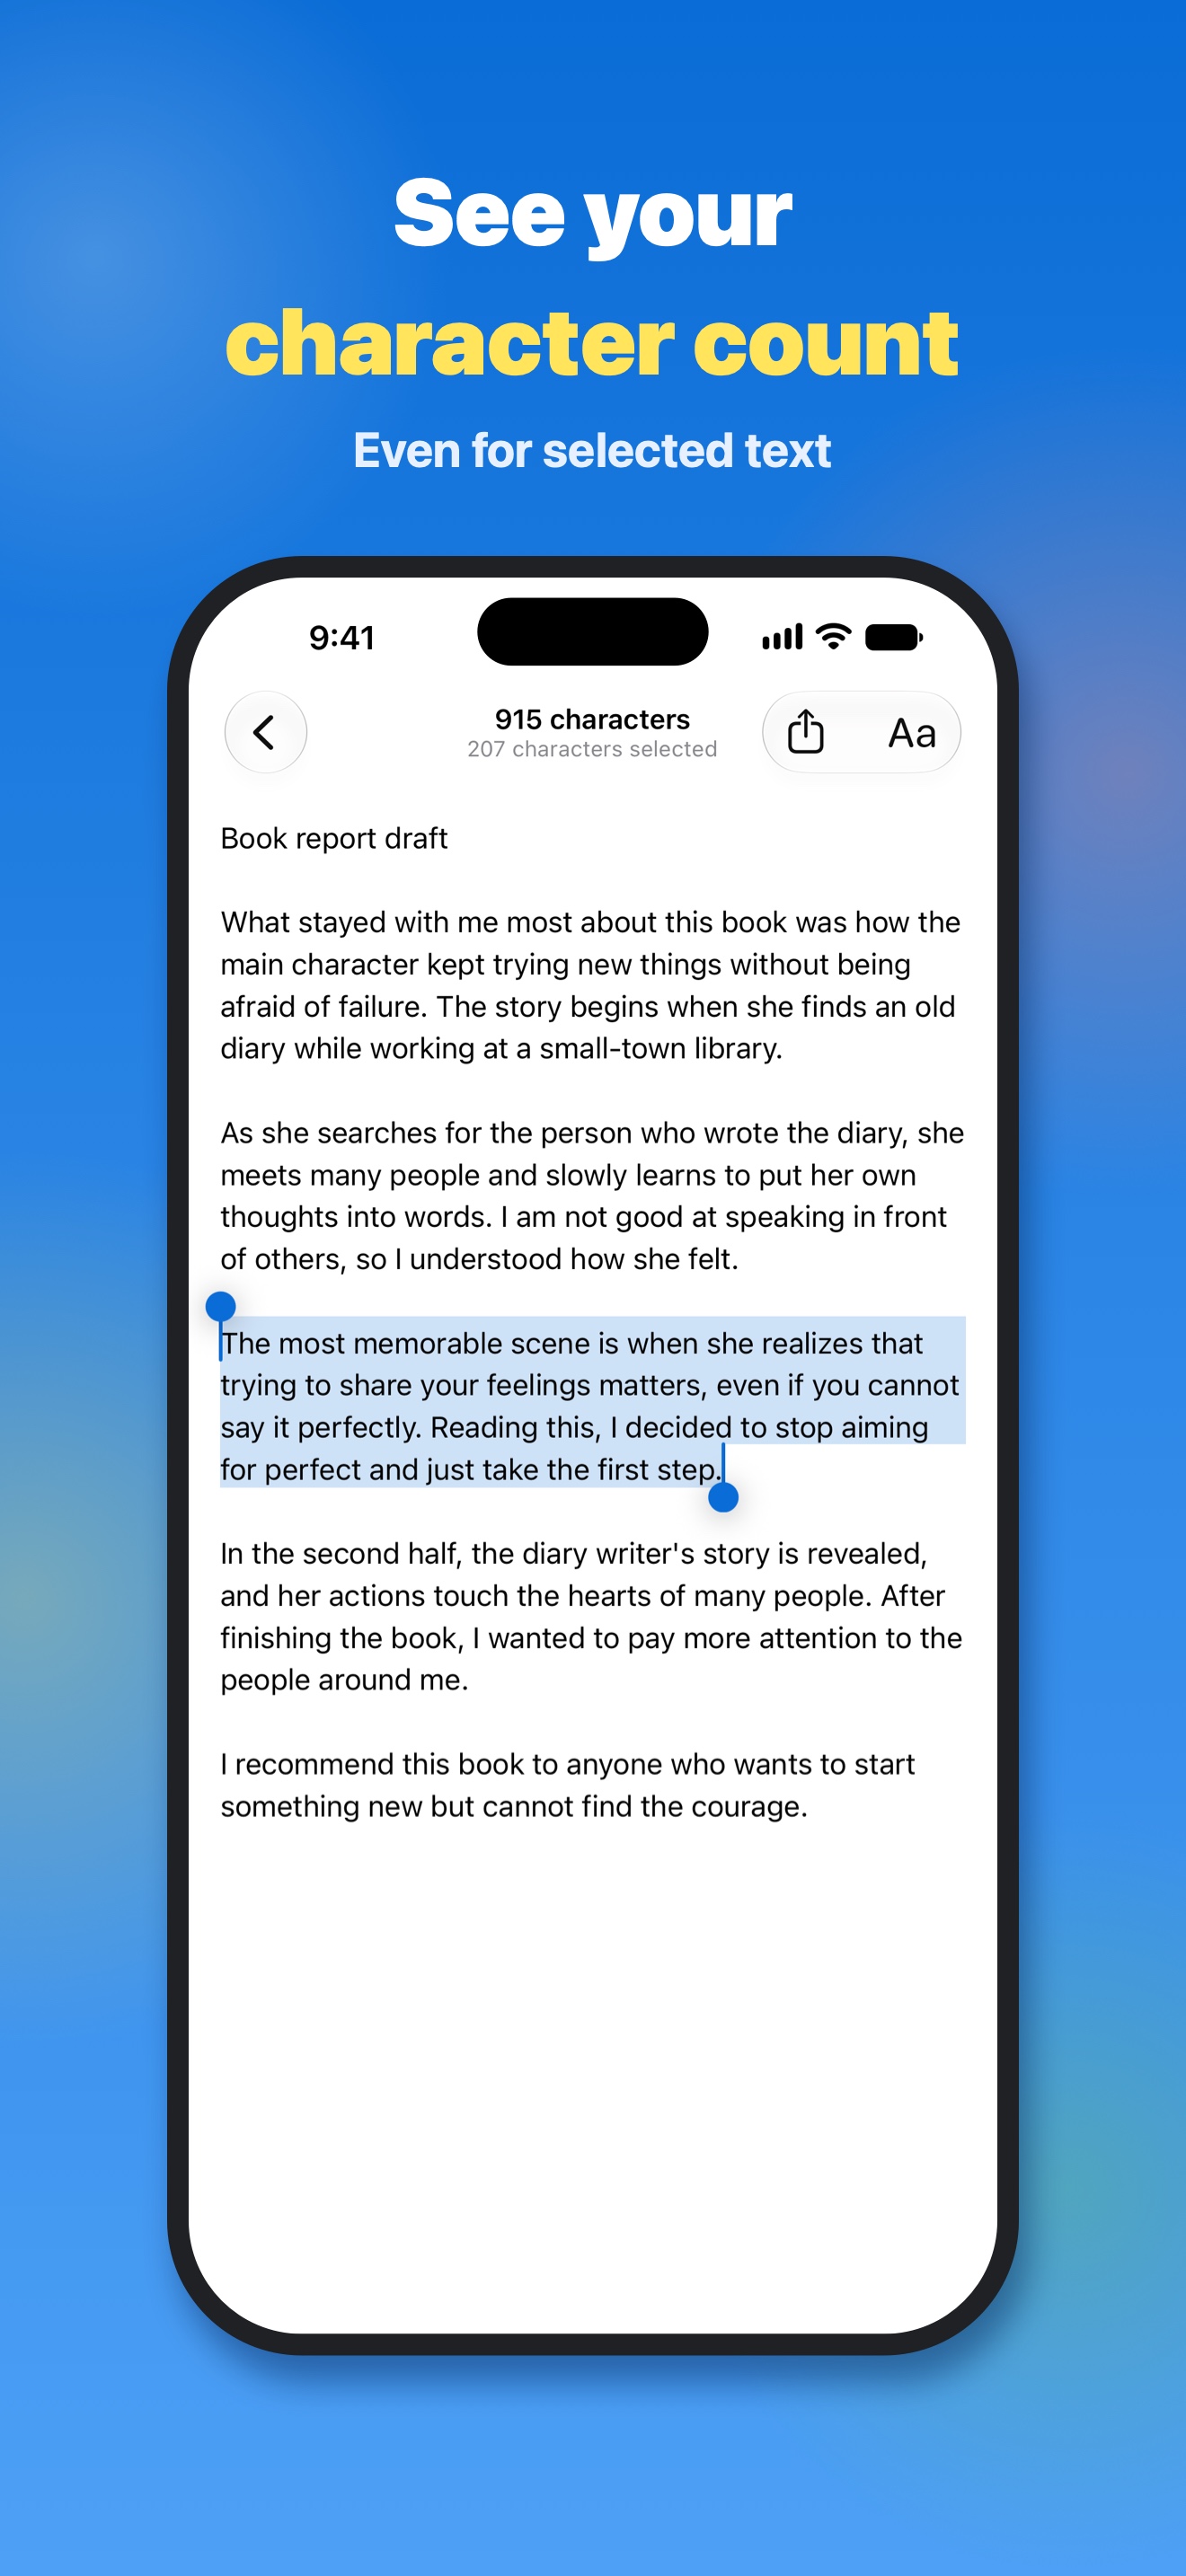 See your
character count
Even for selected text
9:41
915 characters
207 characters selected
Aa
Book report draft
What stayed with me most about this book was how the
main character kept trying new things without being
afraid of failure. The story begins when she finds an old
diary while working at a small-town library.
As she searches for the person who wrote the diary, she
meets many people and slowly learns to put her own
thoughts into words. I am not good at speaking in front
of others, so I understood how she felt.
The most memorable scene is when she realizes that
trying to share your feelings matters, even if you cannot
say it perfectly. Reading this, I decided to stop aiming
for perfect and just take the first step.
In the second half, the diary writer's story is revealed,
and her actions touch the hearts of many people. After
finishing the book, I wanted to pay more attention to the
people around me.
I recommend this book to anyone who wants to start
something new but cannot find the courage.